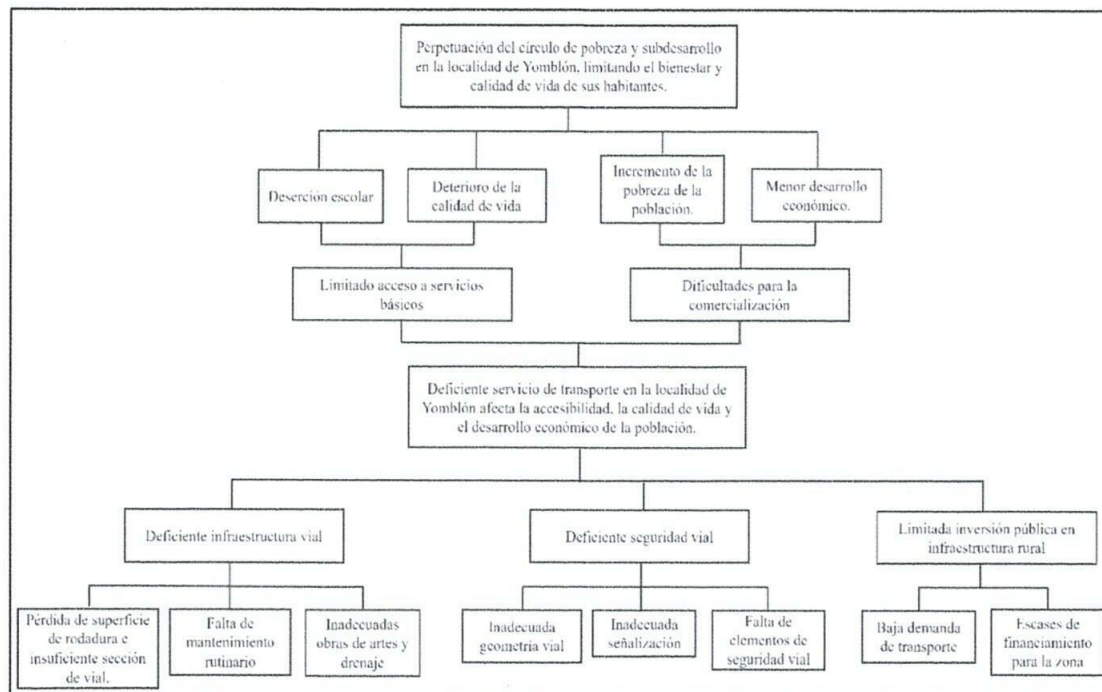 Perpetuación del círculo de pobreza y subdesarrollo
en la localidad de Yomblón, limitando el bienestar y
calidad de vida de sus habitantes.
Deserción escolar
Deterioro de la
calidad de vida
Incremento de la
pobreza de la
población.
Menor desarrollo
económico.
Limitado acceso a servicios
básicos
Dificultades para la
comercialización
Deficiente servicio de transporte en la localidad de
Yomblón afecta la accesibilidad, la calidad de vida y
el desarrollo económico de la población.
Deficiente infraestructura vial
Deficiente seguridad vial
Limitada inversión pública en
infraestructura rural
Pérdida de superficie
de rodadura e
insuficiente sección
de vial.
Falta de
mantenimiento
rutinario
Inadecuadas
obras de artes y
drenaje
Inadecuada
geometría vial
Inadecuada
señalización
Falta de
elementos de
seguridad vial
Baja demanda
de transporte
Escases de
financiamiento
para la zona